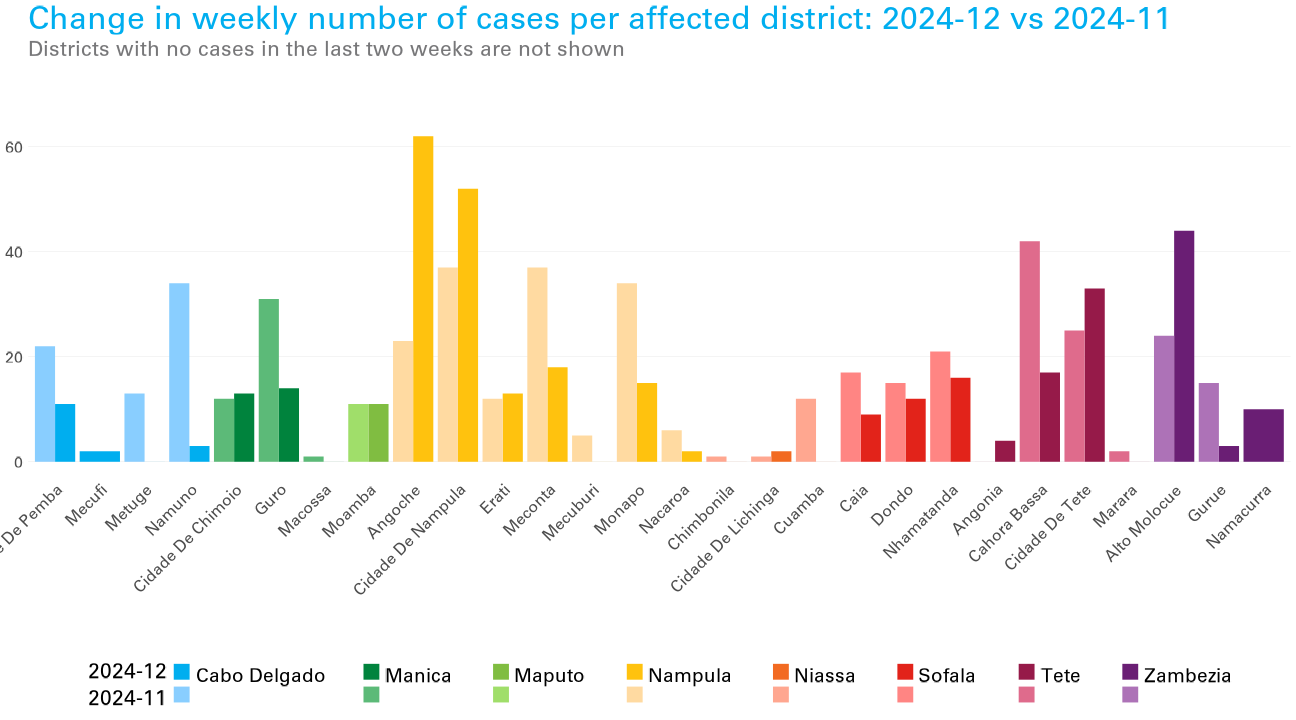 Change in weekly number of cases per affected district: 2024-12 vs 2024-11
Districts with no cases in the last two weeks are not shown
60
40
20
0
e De Pemba
Mecufi
Metuge
Namuno
Cidade De Chimoio
Guro
Macossa
Moamba
Angoche
Cidade De Nampula
Erati
Meconta
Mecuburi
Monapo
Nacaroa
Chimbonila
Cidade De Lichinga
Cuamba
Caia
Dondo
Nhamatanda
Angonia
Cahora Bassa
Cidade De Tete
Marara
Alto Molocue
Gurue
Namacurra
2024-12 Cabo Delgado Manica Maputo Nampula Niassa Sofala Tete Zambezia
2024-11